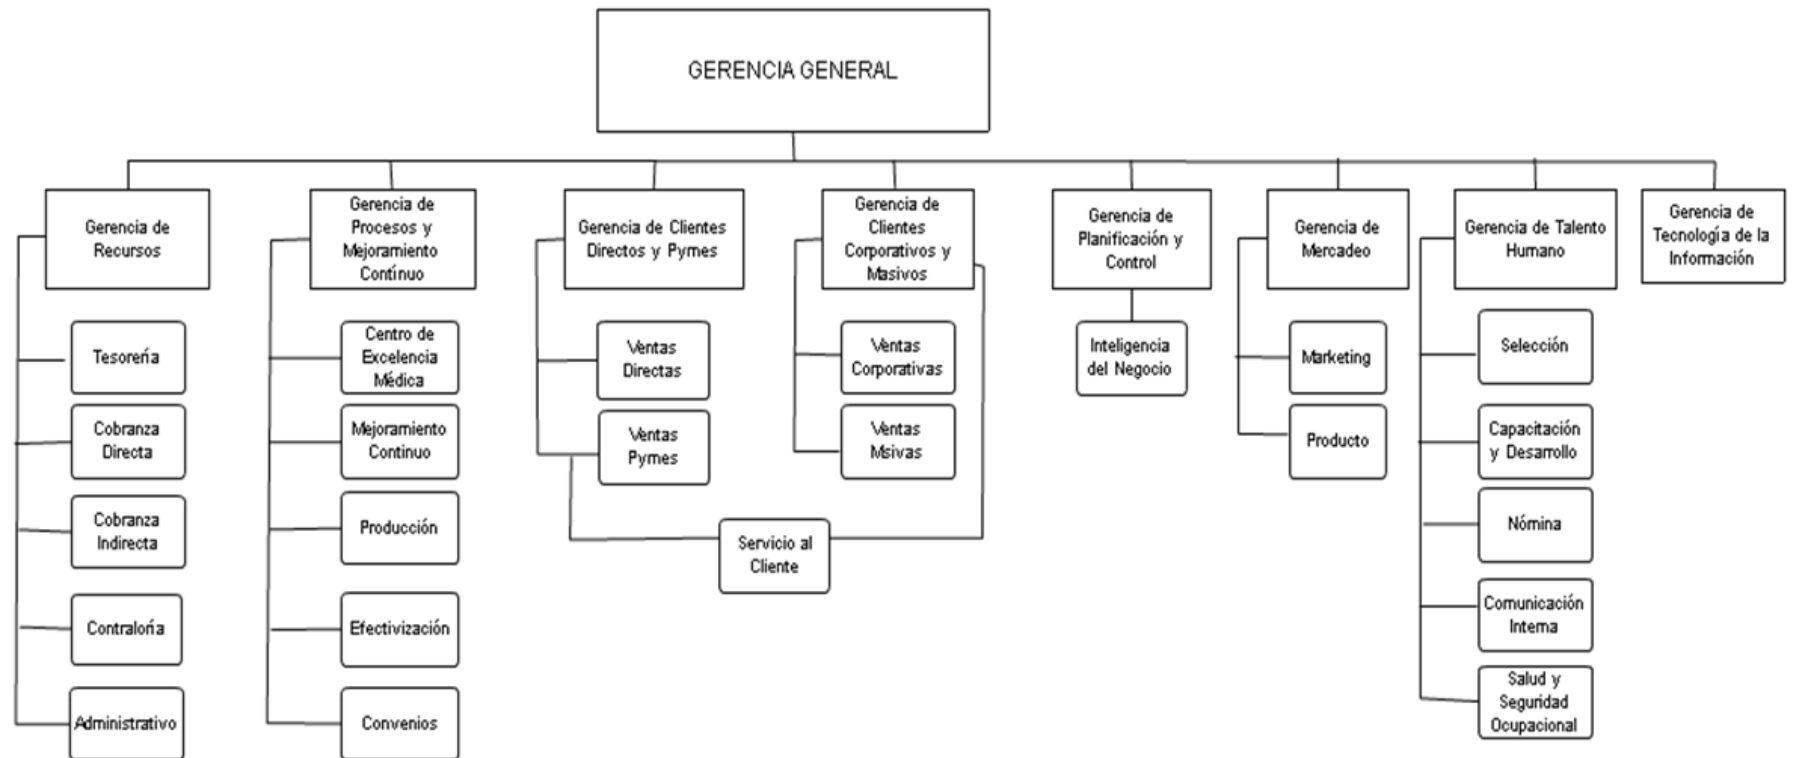 GERENCIA GENERAL
Gerencia de
Recursos
Gerencia de
Procesos y
Mejoramiento
Contínuo
Gerencia de Clientes
Directos y Pymes
Gerencia de
Clientes
Corporativos y
Masivos
Gerencia de
Planificación y
Control
Gerencia de
Mercadeo
Gerencia de Talento
Humano
Gerencia de
Tecnología de la
Información
Tesorería
Cobranza
Directa
Cobranza
Indirecta
Contraloría
Administrativo
Centro de
Excelencia
Médica
Mejoramiento
Continuo
Producción
Efectivización
Convenios
Ventas
Directas
Ventas
Pymes
Ventas
Corporativas
Ventas
Msivas
Servicio al
Cliente
Inteligencia
del Negocio
Marketing
Producto
Selección
Capacitación
y Desarrollo
Nómina
Comunicación
Interna
Salud y
Seguridad
Ocupacional